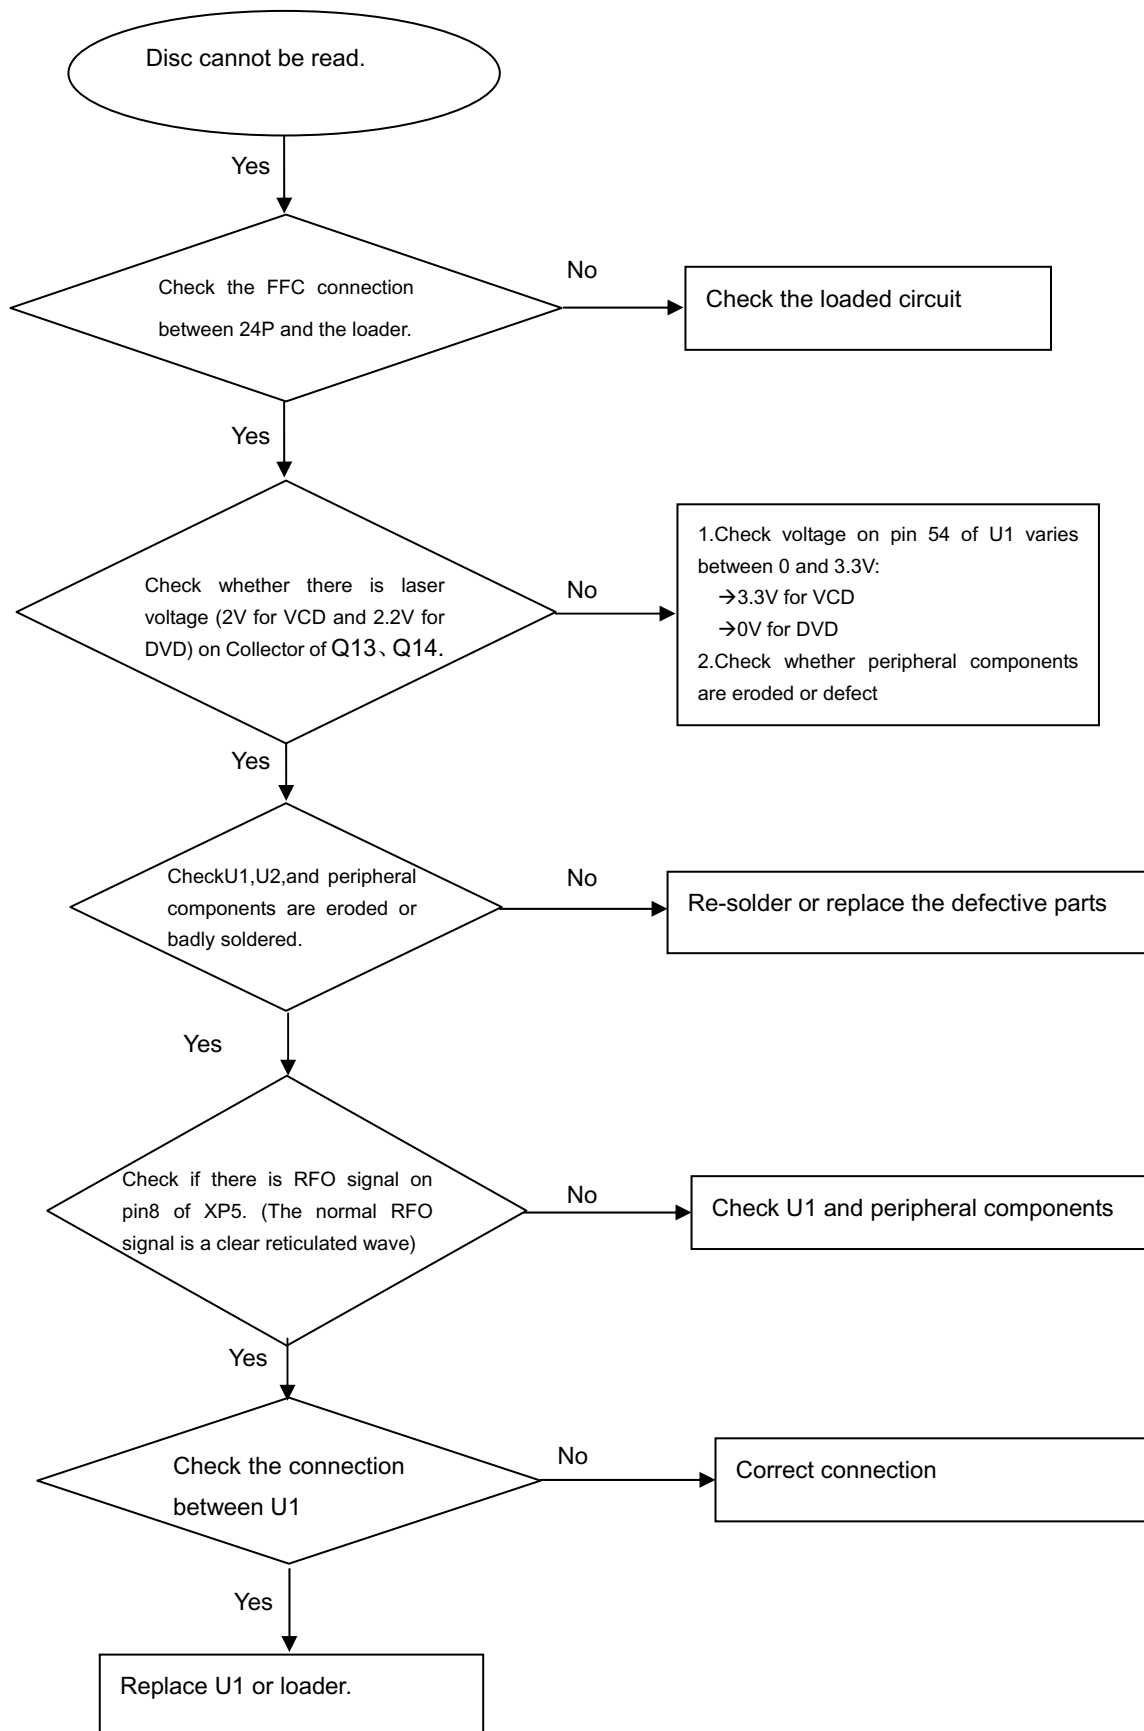 Disc cannot be read.
Yes
Check the FFC connection
between 24P and the loader.
No
Check the loaded circuit
Yes
Check whether there is laser
voltage (2V for VCD and 2.2V for
DVD) on Collector of Q13、Q14.
No
1.Check voltage on pin 54 of U1 varies
between 0 and 3.3V:
→3.3V for VCD
→0V for DVD
2.Check whether peripheral components
are eroded or defect
Yes
CheckU1,U2,and peripheral
components are eroded or
badly soldered.
No
Re-solder or replace the defective parts
Yes
Check if there is RFO signal on
pin8 of XP5. (The normal RFO
signal is a clear reticulated wave)
No
Check U1 and peripheral components
Yes
Check the connection
between U1
No
Correct connection
Yes
Replace U1 or loader.